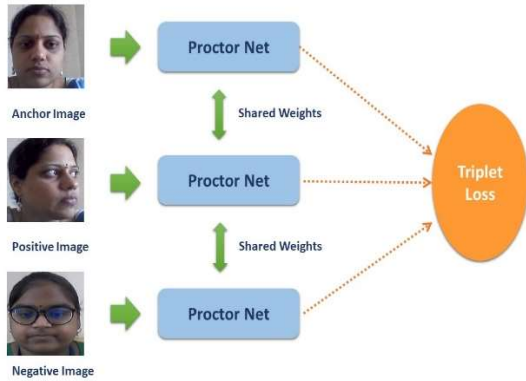 Proctor Net
Anchor Image
Shared Weights
Proctor Net
Triplet
Loss
Positive Image
Shared Weights
Proctor Net
Negative Image